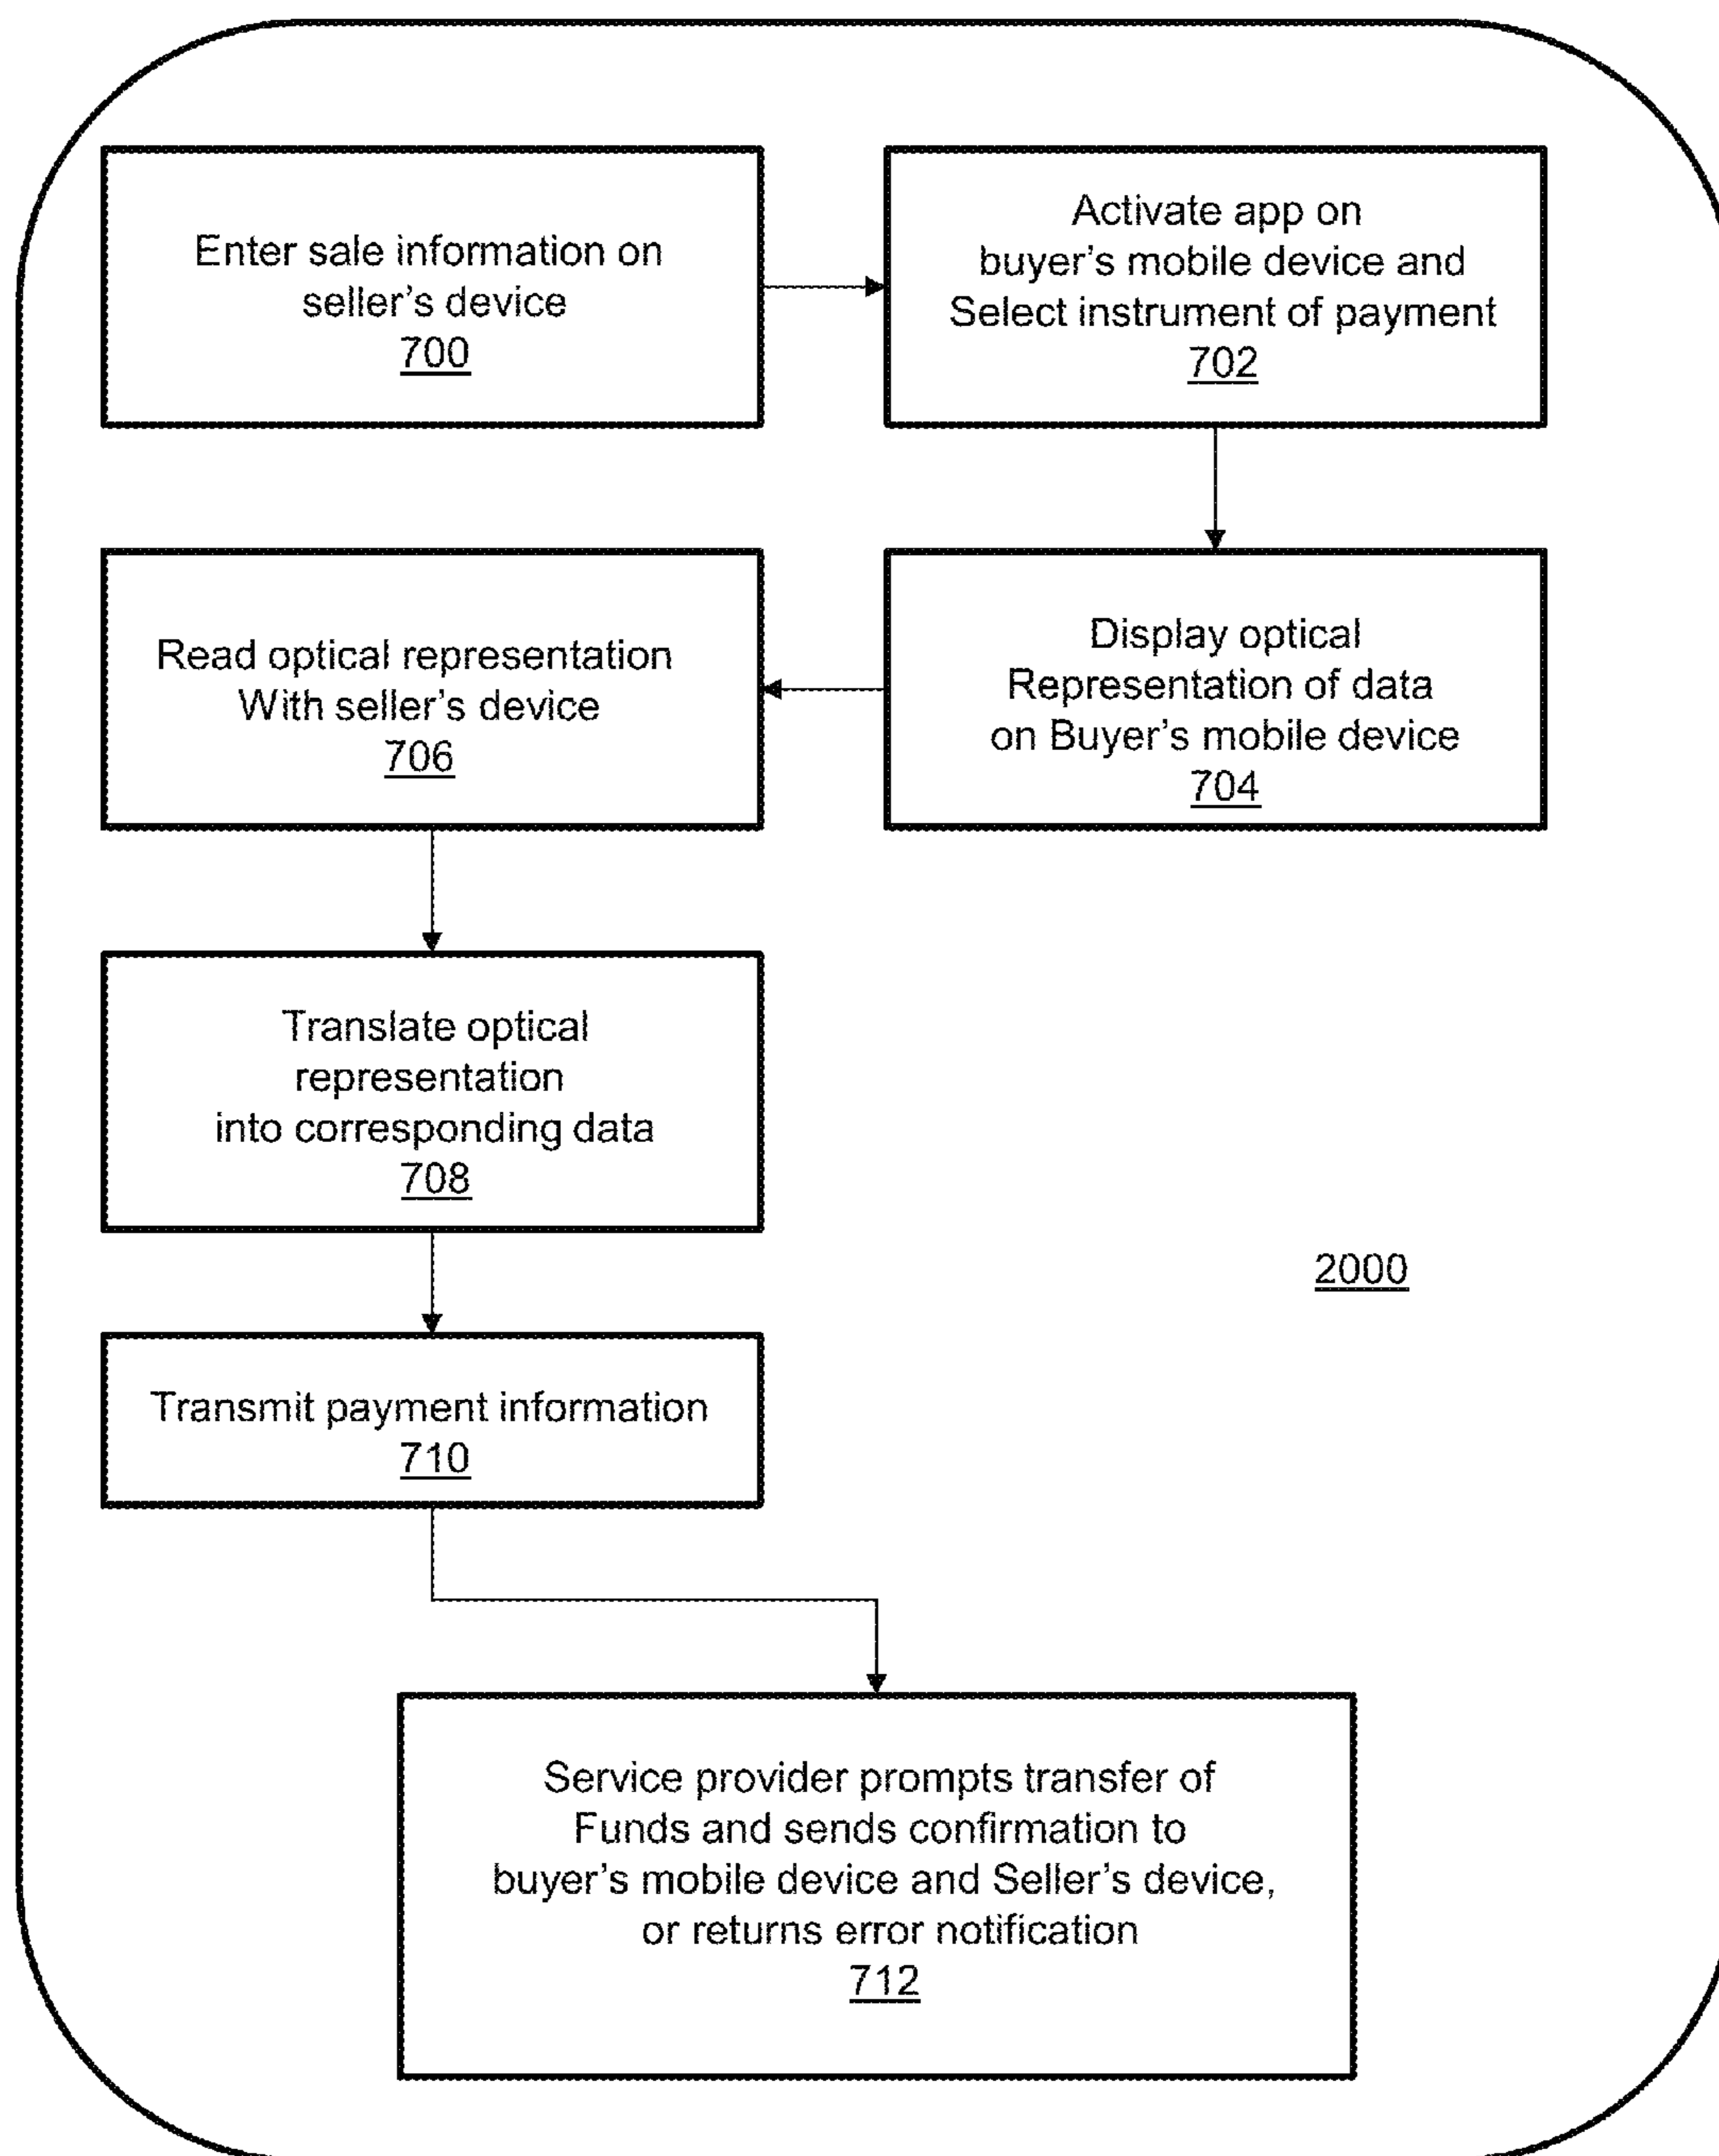 Enter sale information on
seller's device
700
Activate app on
buyer's mobile device and
Select instrument of payment
702
Display optical
Representation of data
on Buyer's mobile device
704
Read optical representation
With seller's device
706
Translate optical
representation
into corresponding data
708
2000
Transmit payment information
710
Service provider prompts transfer of
Funds and sends confirmation to
buyer's mobile device and Seller's device,
or returns error notification
712